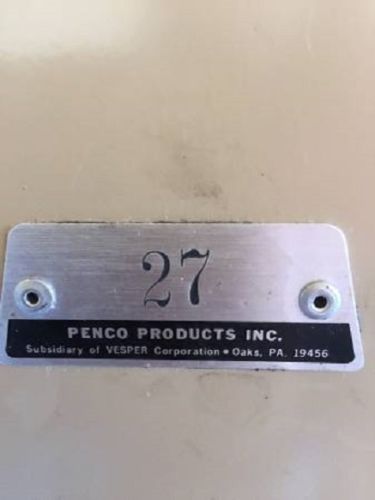 27
PENCO PRODUCTS INC.
Subsidiary of VESPER Corporation • Oaks, PA. 19456